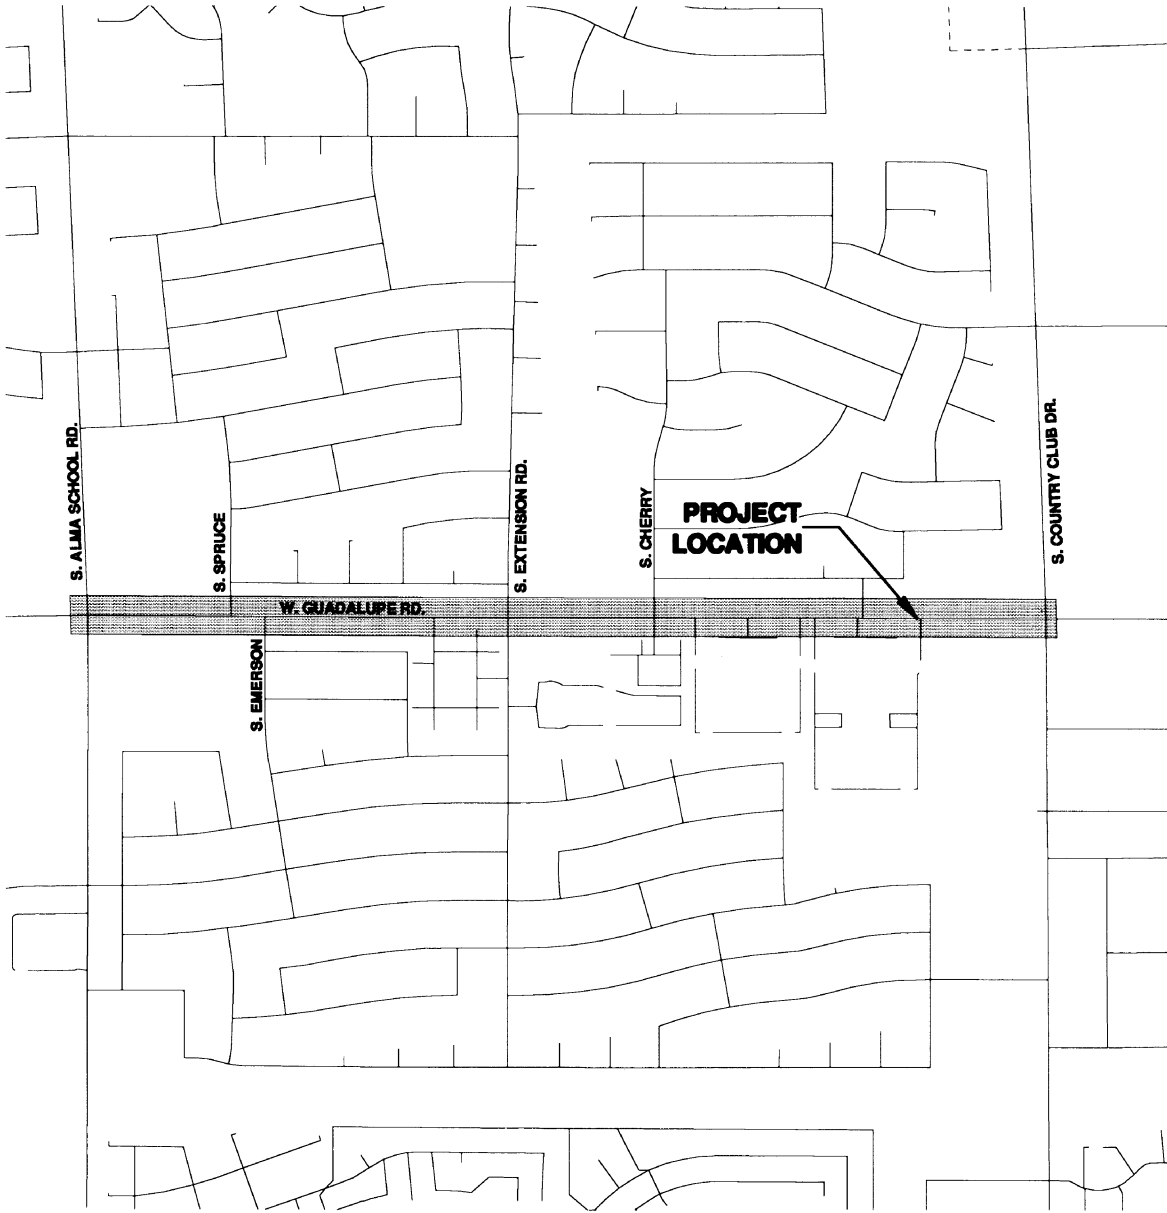 S. ALMA SCHOOL RD.
S. SPRUCE
S. EXTENSION RD.
S. CHERRY
PROJECT
LOCATION
S. COUNTRY CLUB DR.
W. GUADALUPE RD.
S. EMERSON